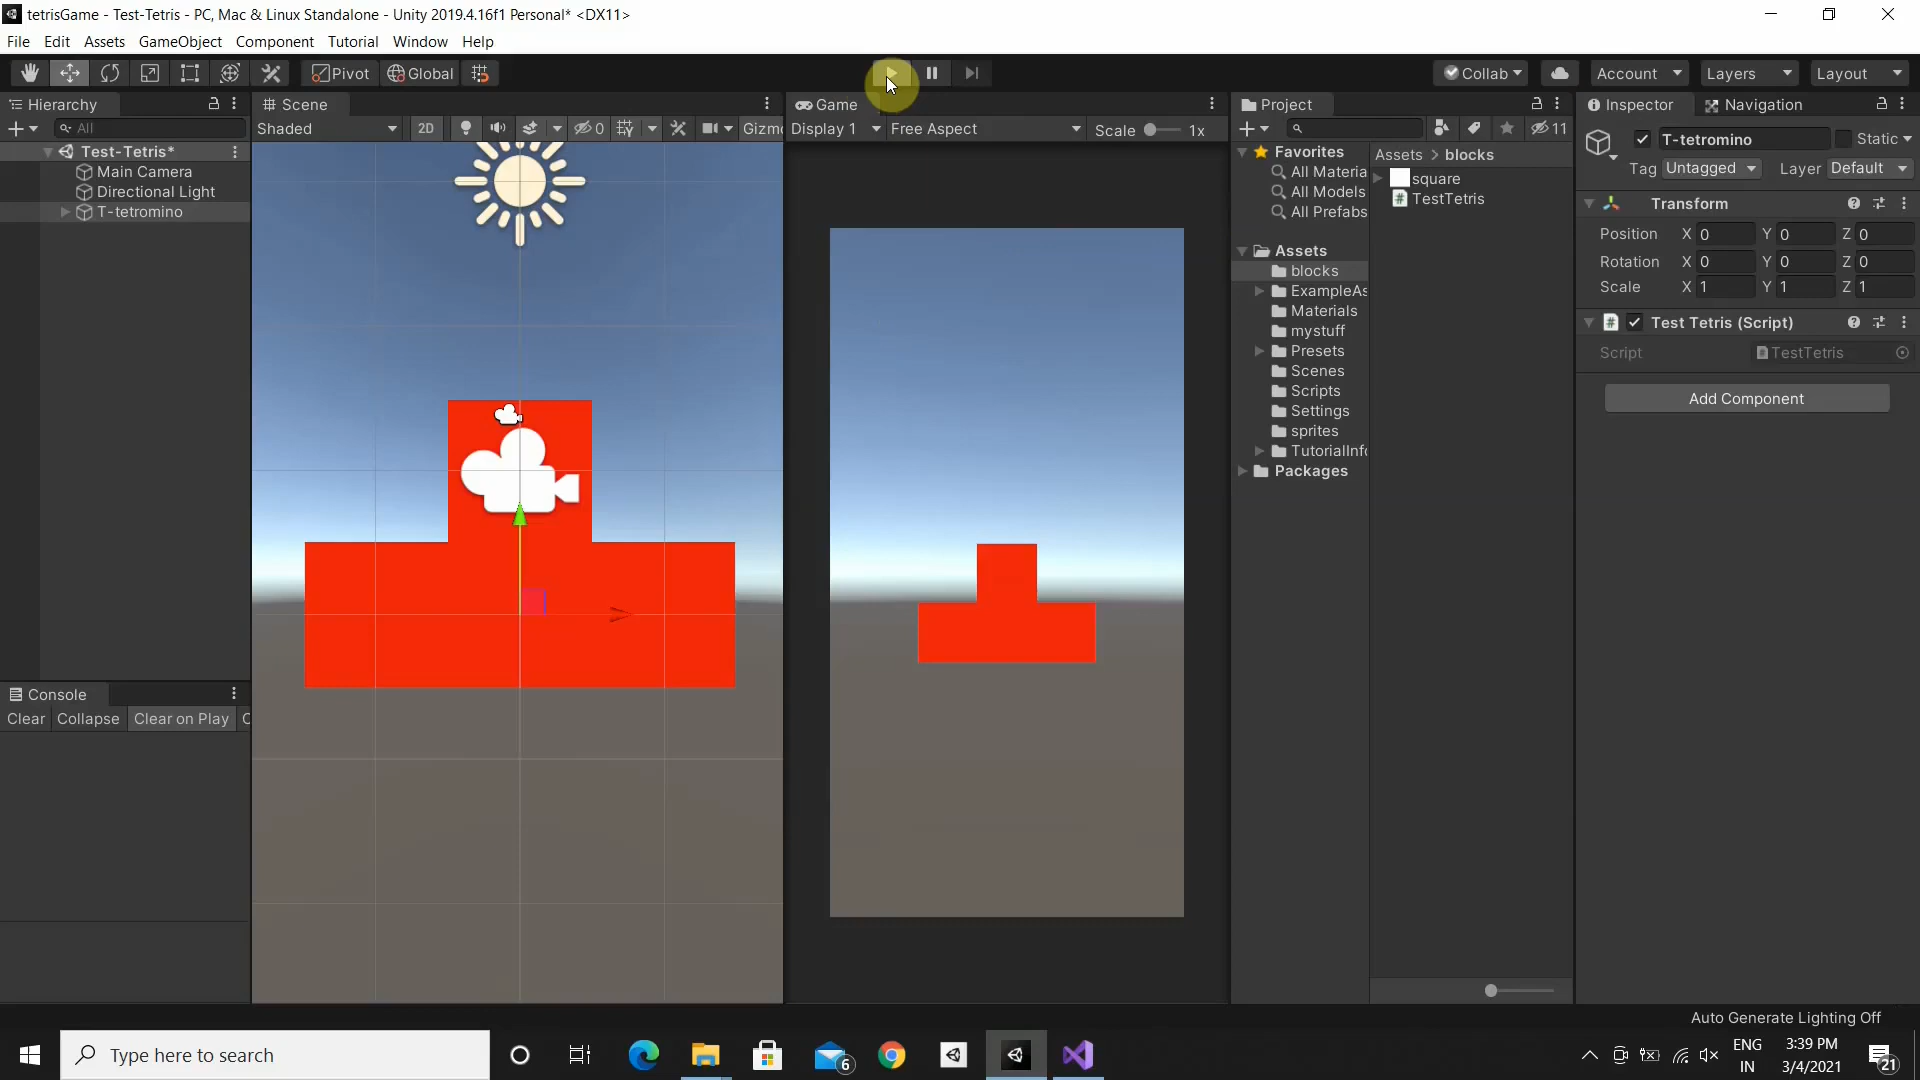 tetrisGame - Test-Tetris - PC, Mac & Linux Standalone - Unity 2019.4.16f1 Personal* <DX11>
File Edit Assets GameObject Component Tutorial Window Help
Pivot Global Collab Account Layers Layout
Hierarchy
All
Test-Tetris*
Main Camera
Directional Light
T-tetromino
Console
Clear Collapse Clear on Play
Scene
Shaded 2D 0 Gizmo
Game
Display 1 Free Aspect Scale 1x
Project
11
Favorites
All Materia
All Models
All Prefabs
Assets
blocks
ExampleAs
Materials
mystuff
Presets
Scenes
Scripts
Settings
sprites
TutorialInfo
Packages
Assets > blocks
square
TestTetris
Inspector Navigation
T-tetromino Static
Tag Untagged Layer Default
Transform
Position X 0 Y 0 Z 0
Rotation X 0 Y 0 Z 0
Scale X 1 Y 1 Z 1
Test Tetris (Script)
Script TestTetris
Add Component
Auto Generate Lighting Off
Type here to search
6
ENG
IN
3:39 PM
3/4/2021
21